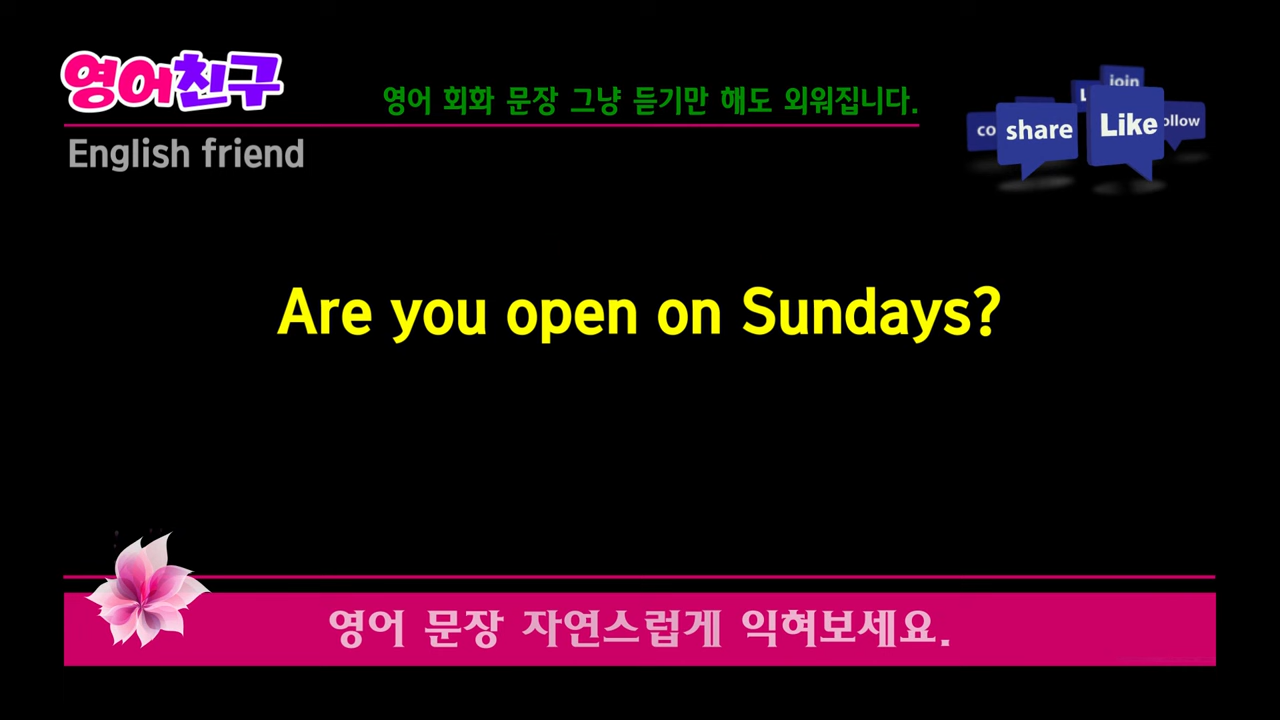 영어친구
영어 회화 문장 그냥 듣기만 해도 외워집니다.
English friend
join
share
Like
Are you open on Sundays?
영어 문장 자연스럽게 익혀보세요.